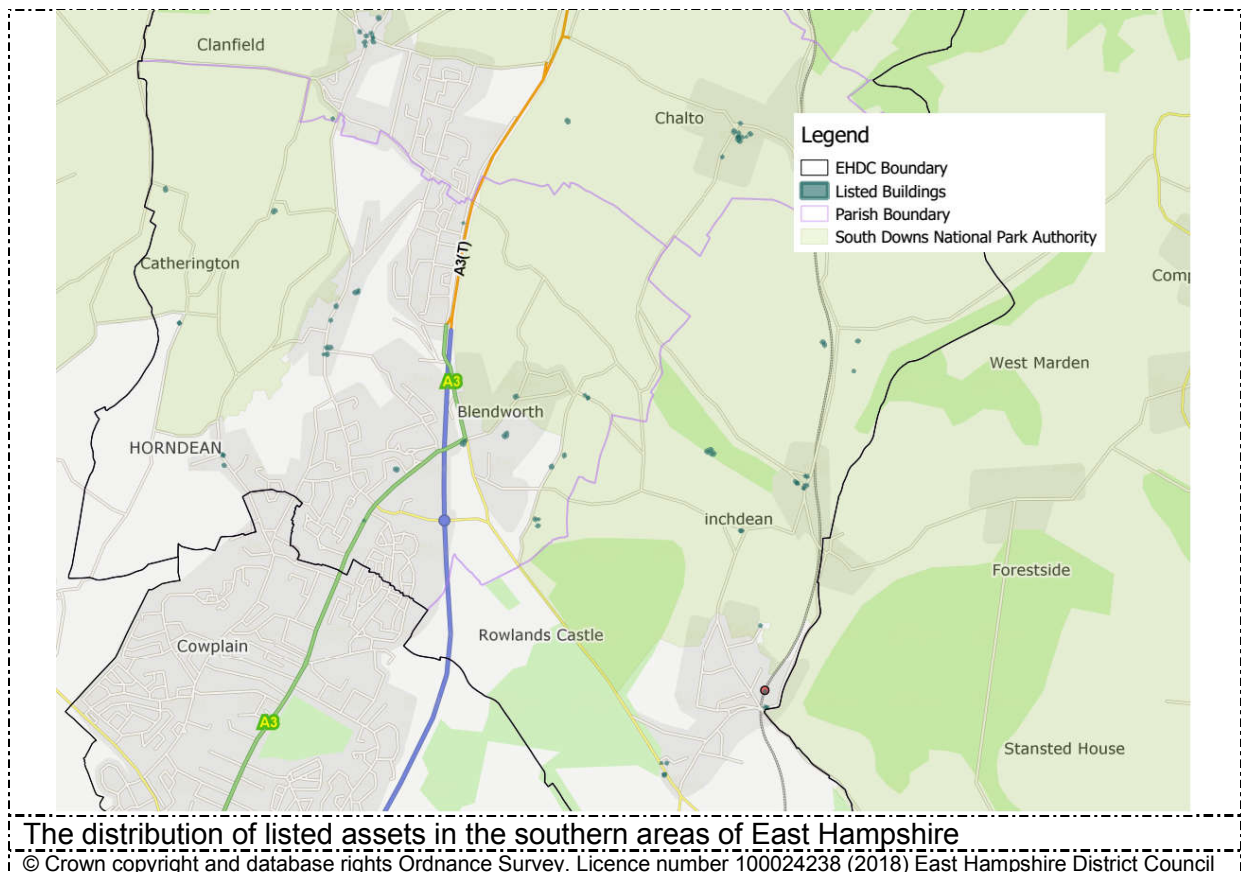 Clanfield
Chalto
Legend
EHDC Boundary
Listed Buildings
Parish Boundary
South Downs National Park Authority
A3(T)
Catherington
Comp
West Marden
A3
Blendworth
HORNDEAN
inchdean
Forestside
Rowlands Castle
Cowplain
A3
Stansted House
The distribution of listed assets in the southern areas of East Hampshire
© Crown copyright and database rights Ordnance Survey. Licence number 100024238 (2018) East Hampshire District Council